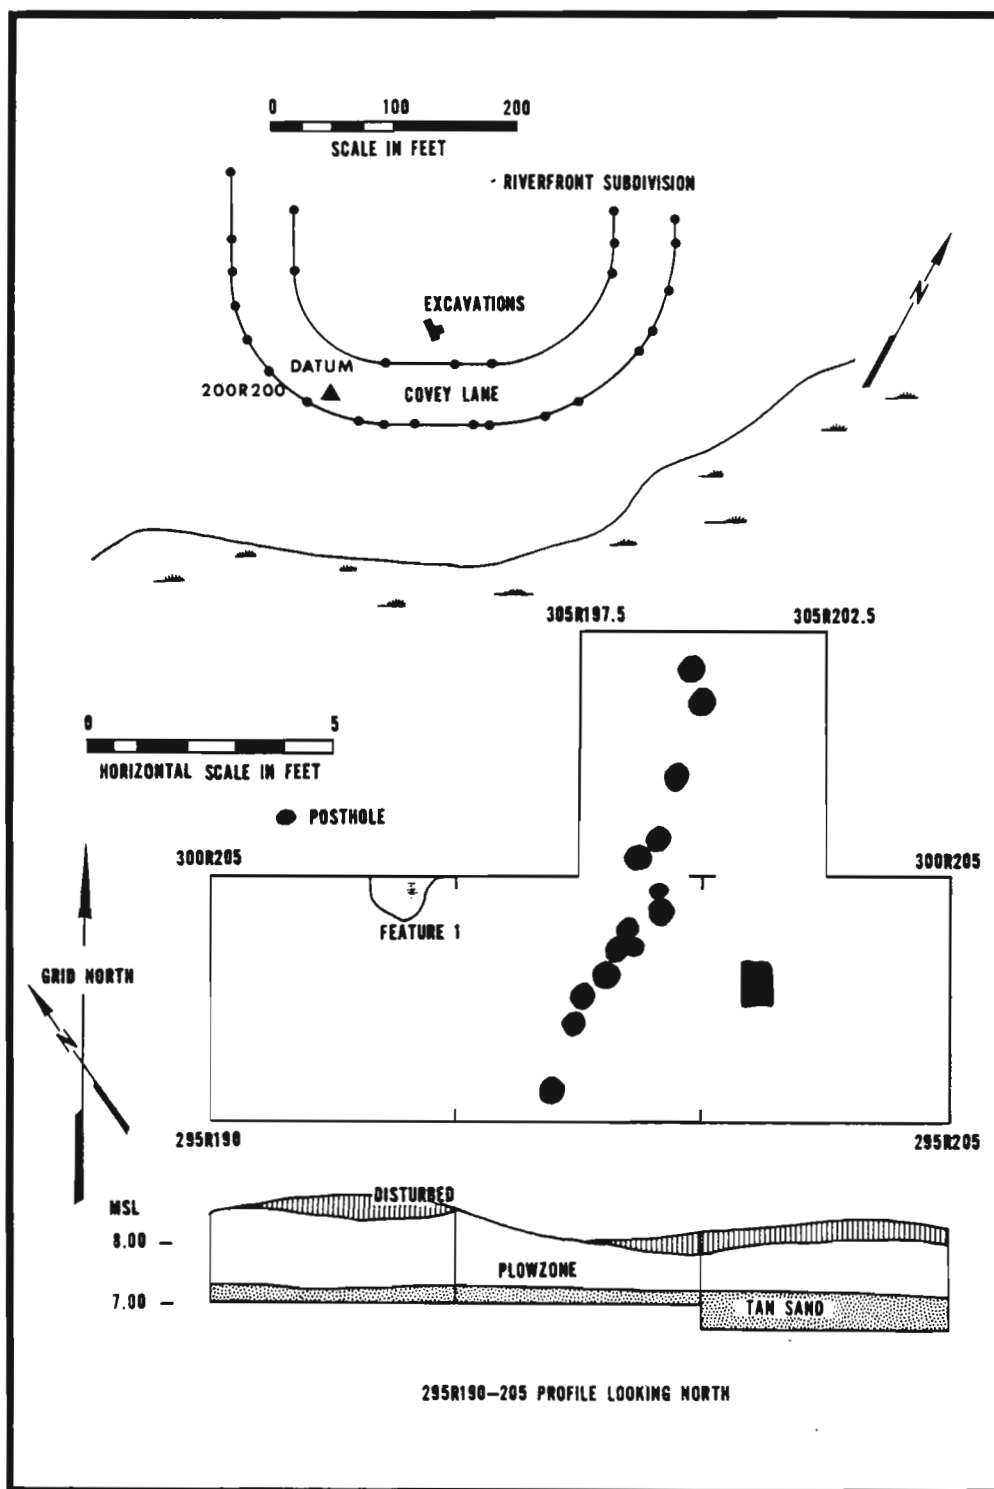 0 100 200
SCALE IN FEET
RIVERFRONT SUBDIVISION
N
EXCAVATIONS
DATUM
200R200
COVEY LANE
305R197.5 305R202.5
0 5
HORIZONTAL SCALE IN FEET
POSTHOLE
300R205 300R205
FEATURE 1
GRID NORTH
N
295R190 295R205
MSL
DISTURBED
8.00
PLOWZONE
7.00
TAN SAND
295R190-205 PROFILE LOOKING NORTH